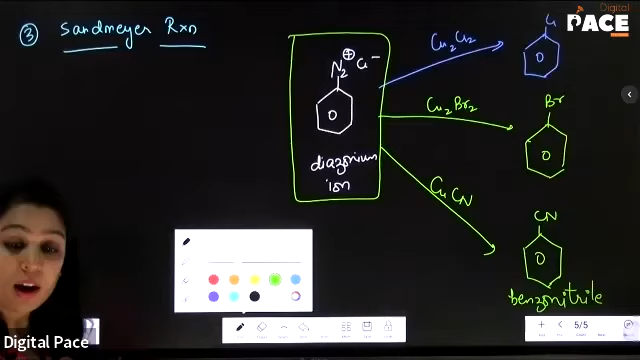 ③ Sandmeyer Rxn
Digital
PACE
N₂⊕ Cl⁻
diazonium
ion
Cu₂Cl₂
Cl
Cu₂Br₂
Br
CuCN
CN
benzonitrile
5/5
Digital Pace